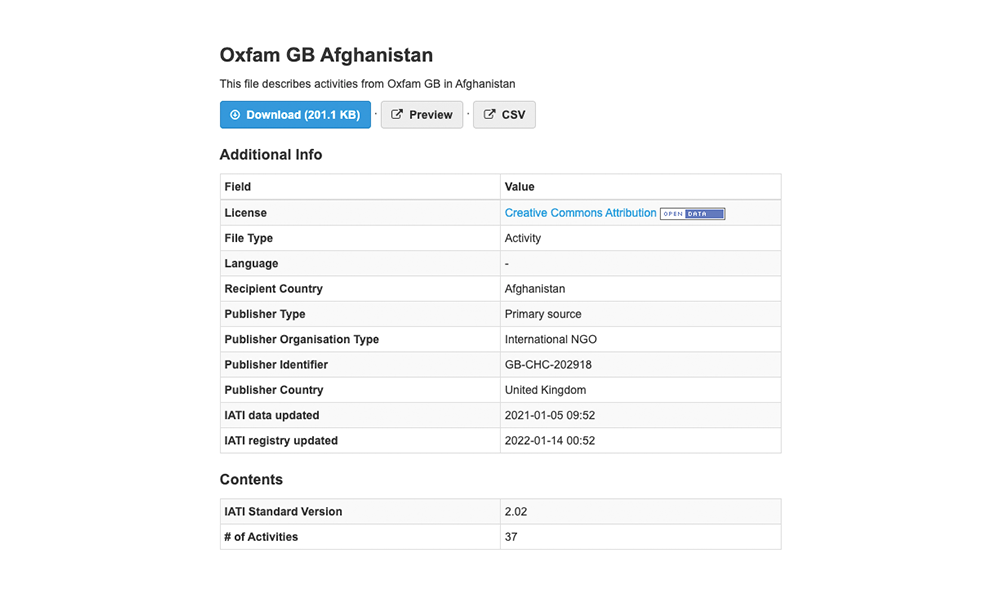 Oxfam GB Afghanistan
This file describes activities from Oxfam GB in Afghanistan
Download (201.1 KB) · Preview · CSV
Additional Info
Field Value
License Creative Commons Attribution OPEN DATA
File Type Activity
Language -
Recipient Country Afghanistan
Publisher Type Primary source
Publisher Organisation Type International NGO
Publisher Identifier GB-CHC-202918
Publisher Country United Kingdom
IATI data updated 2021-01-05 09:52
IATI registry updated 2022-01-14 00:52
Contents
IATI Standard Version 2.02
# of Activities 37